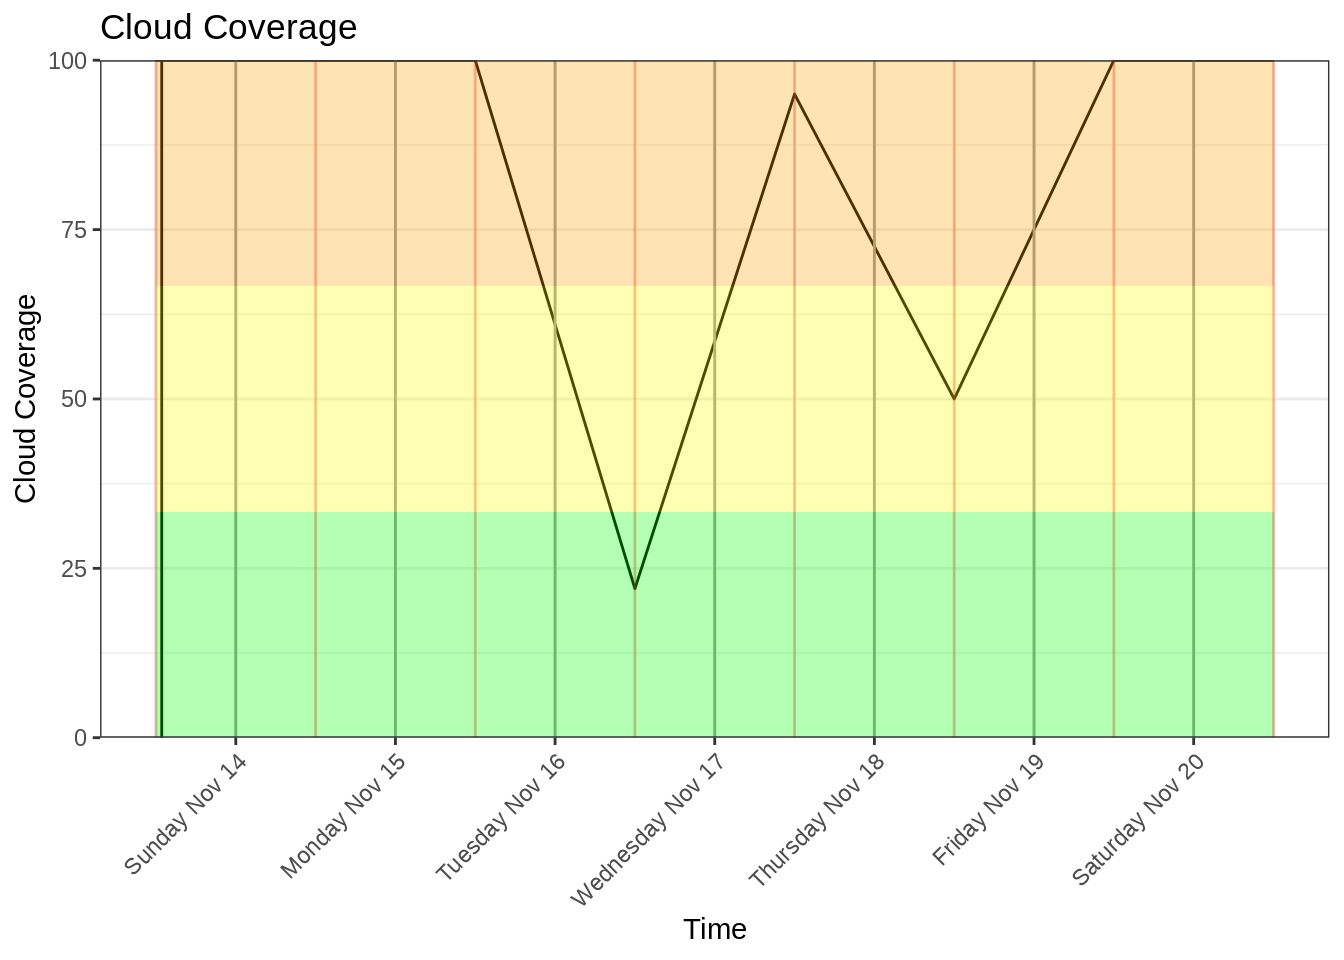 Cloud Coverage
Cloud Coverage
100
75
50
25
0
Sunday Nov 14
Monday Nov 15
Tuesday Nov 16
Wednesday Nov 17
Thursday Nov 18
Friday Nov 19
Saturday Nov 20
Time